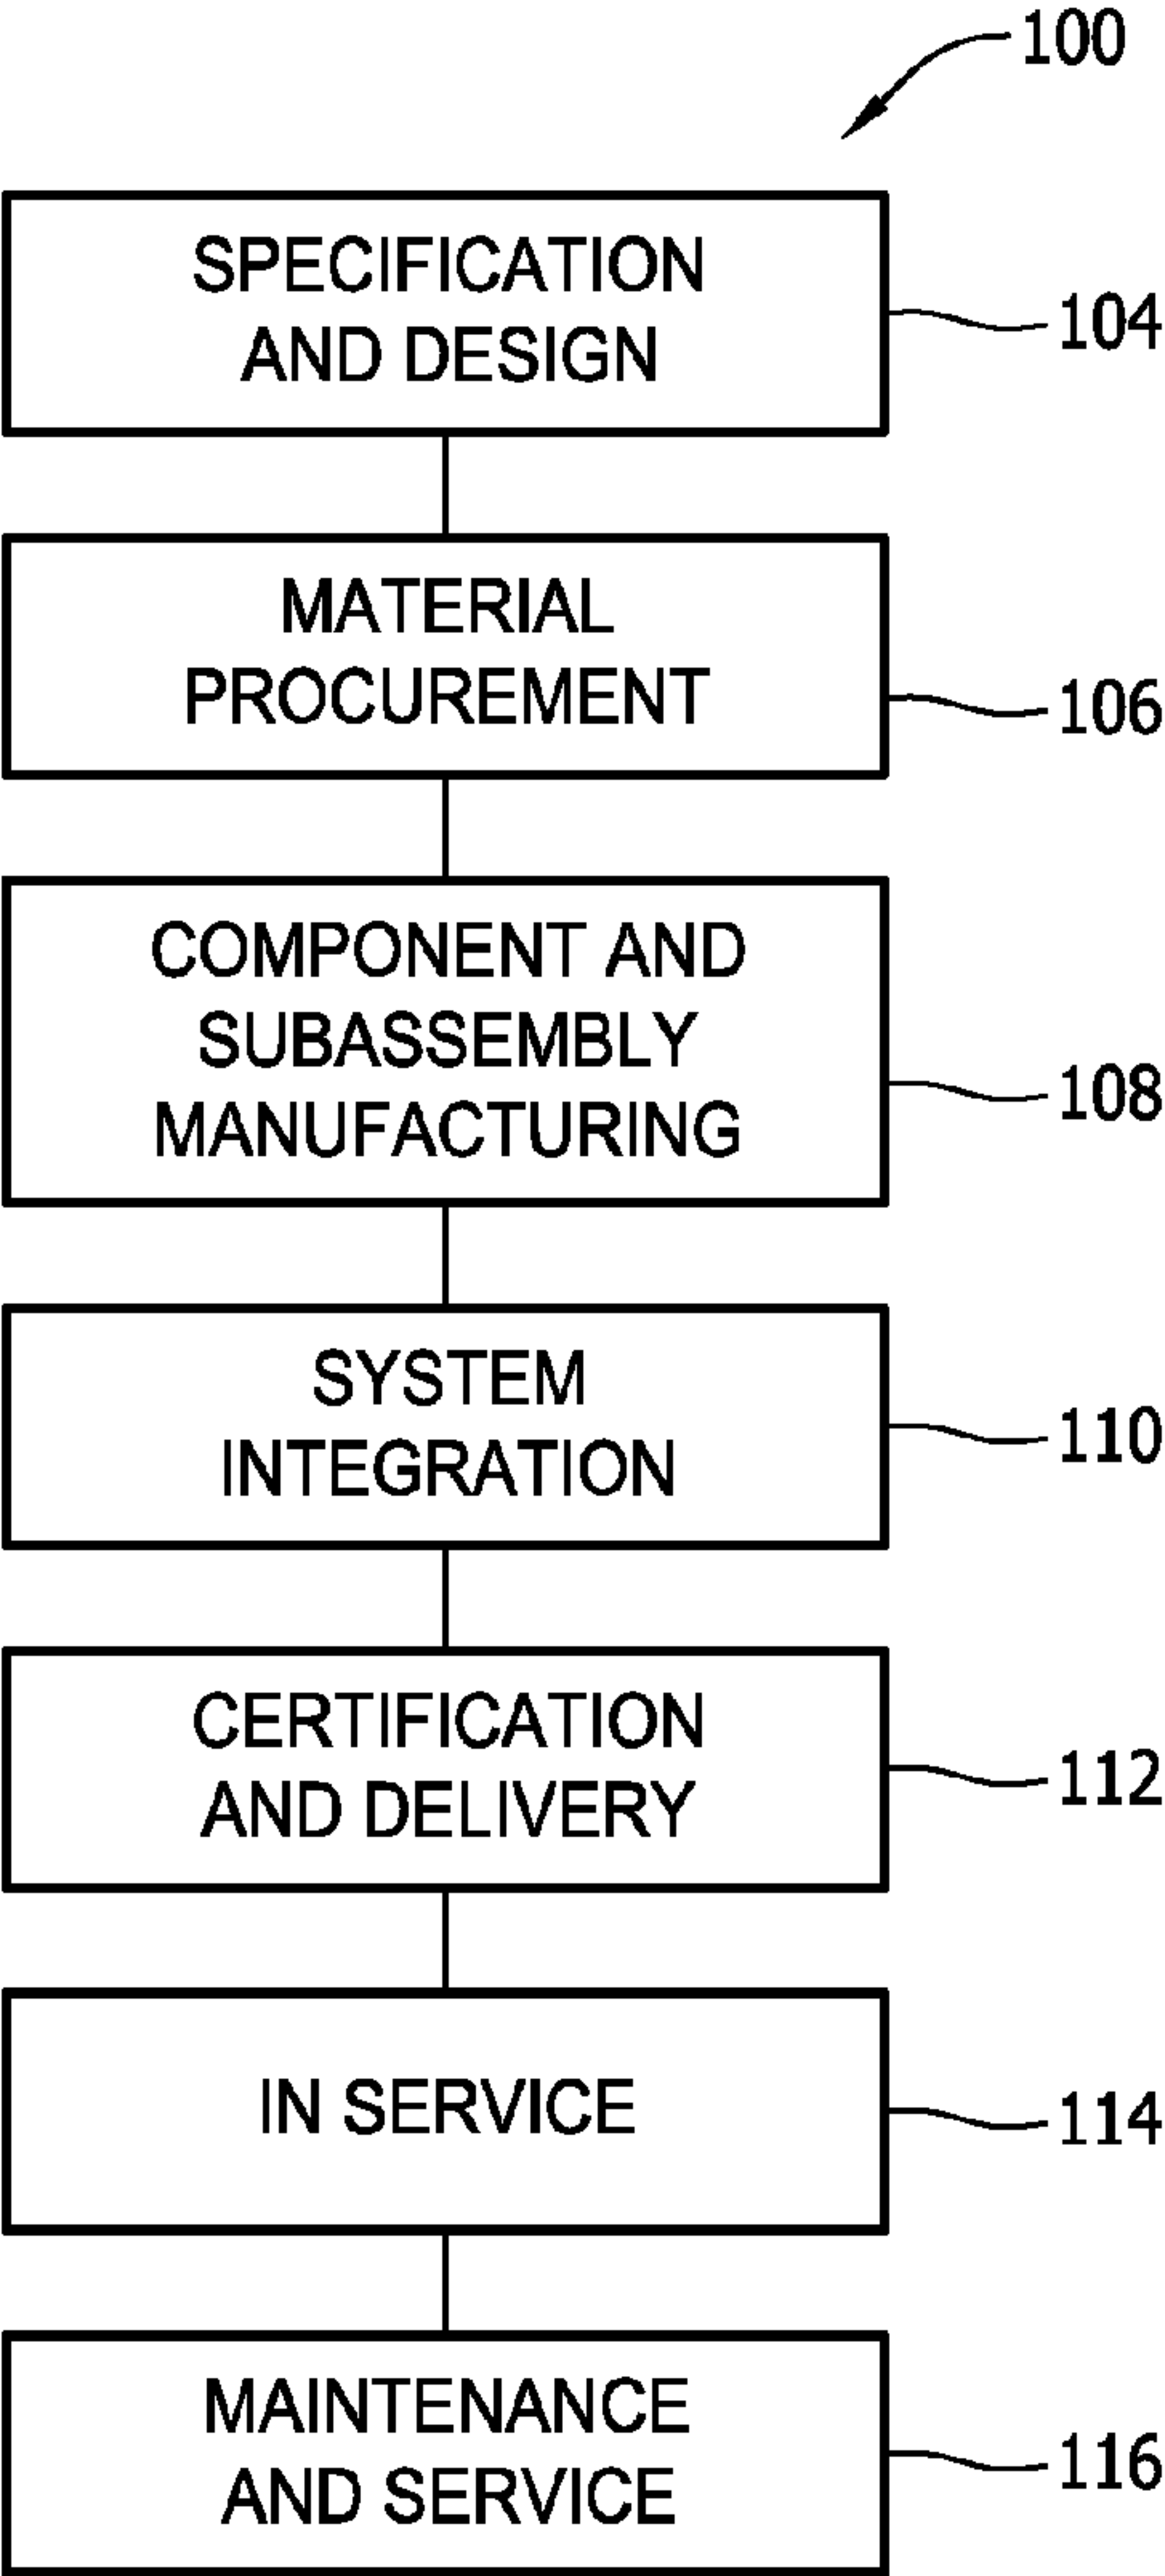 100
SPECIFICATION
AND DESIGN
104
MATERIAL
PROCUREMENT
106
COMPONENT AND
SUBASSEMBLY
MANUFACTURING
108
SYSTEM
INTEGRATION
110
CERTIFICATION
AND DELIVERY
112
IN SERVICE
114
MAINTENANCE
AND SERVICE
116